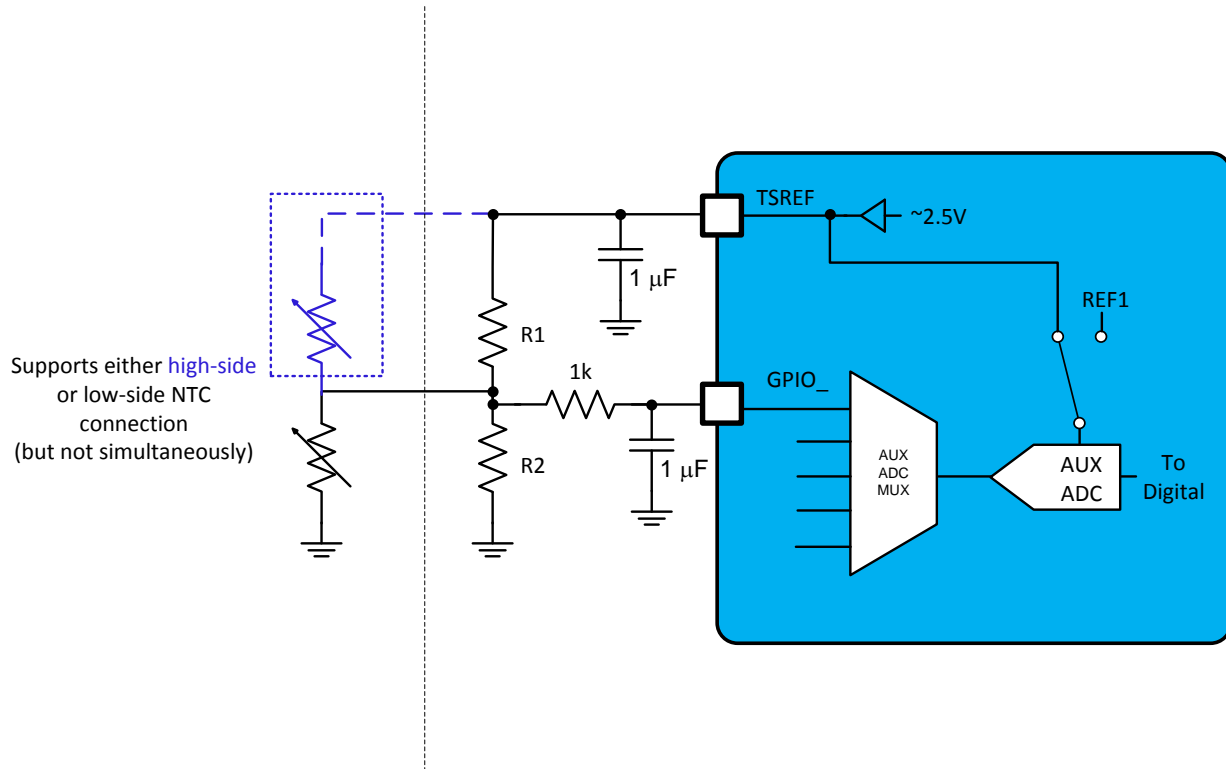 TSREF
~2.5V
1 μF
REF1
R1
Supports either high-side
or low-side NTC
connection
(but not simultaneously)
1k
GPIO_
R2
1 μF
AUX
ADC
MUX
AUX
ADC
To
Digital